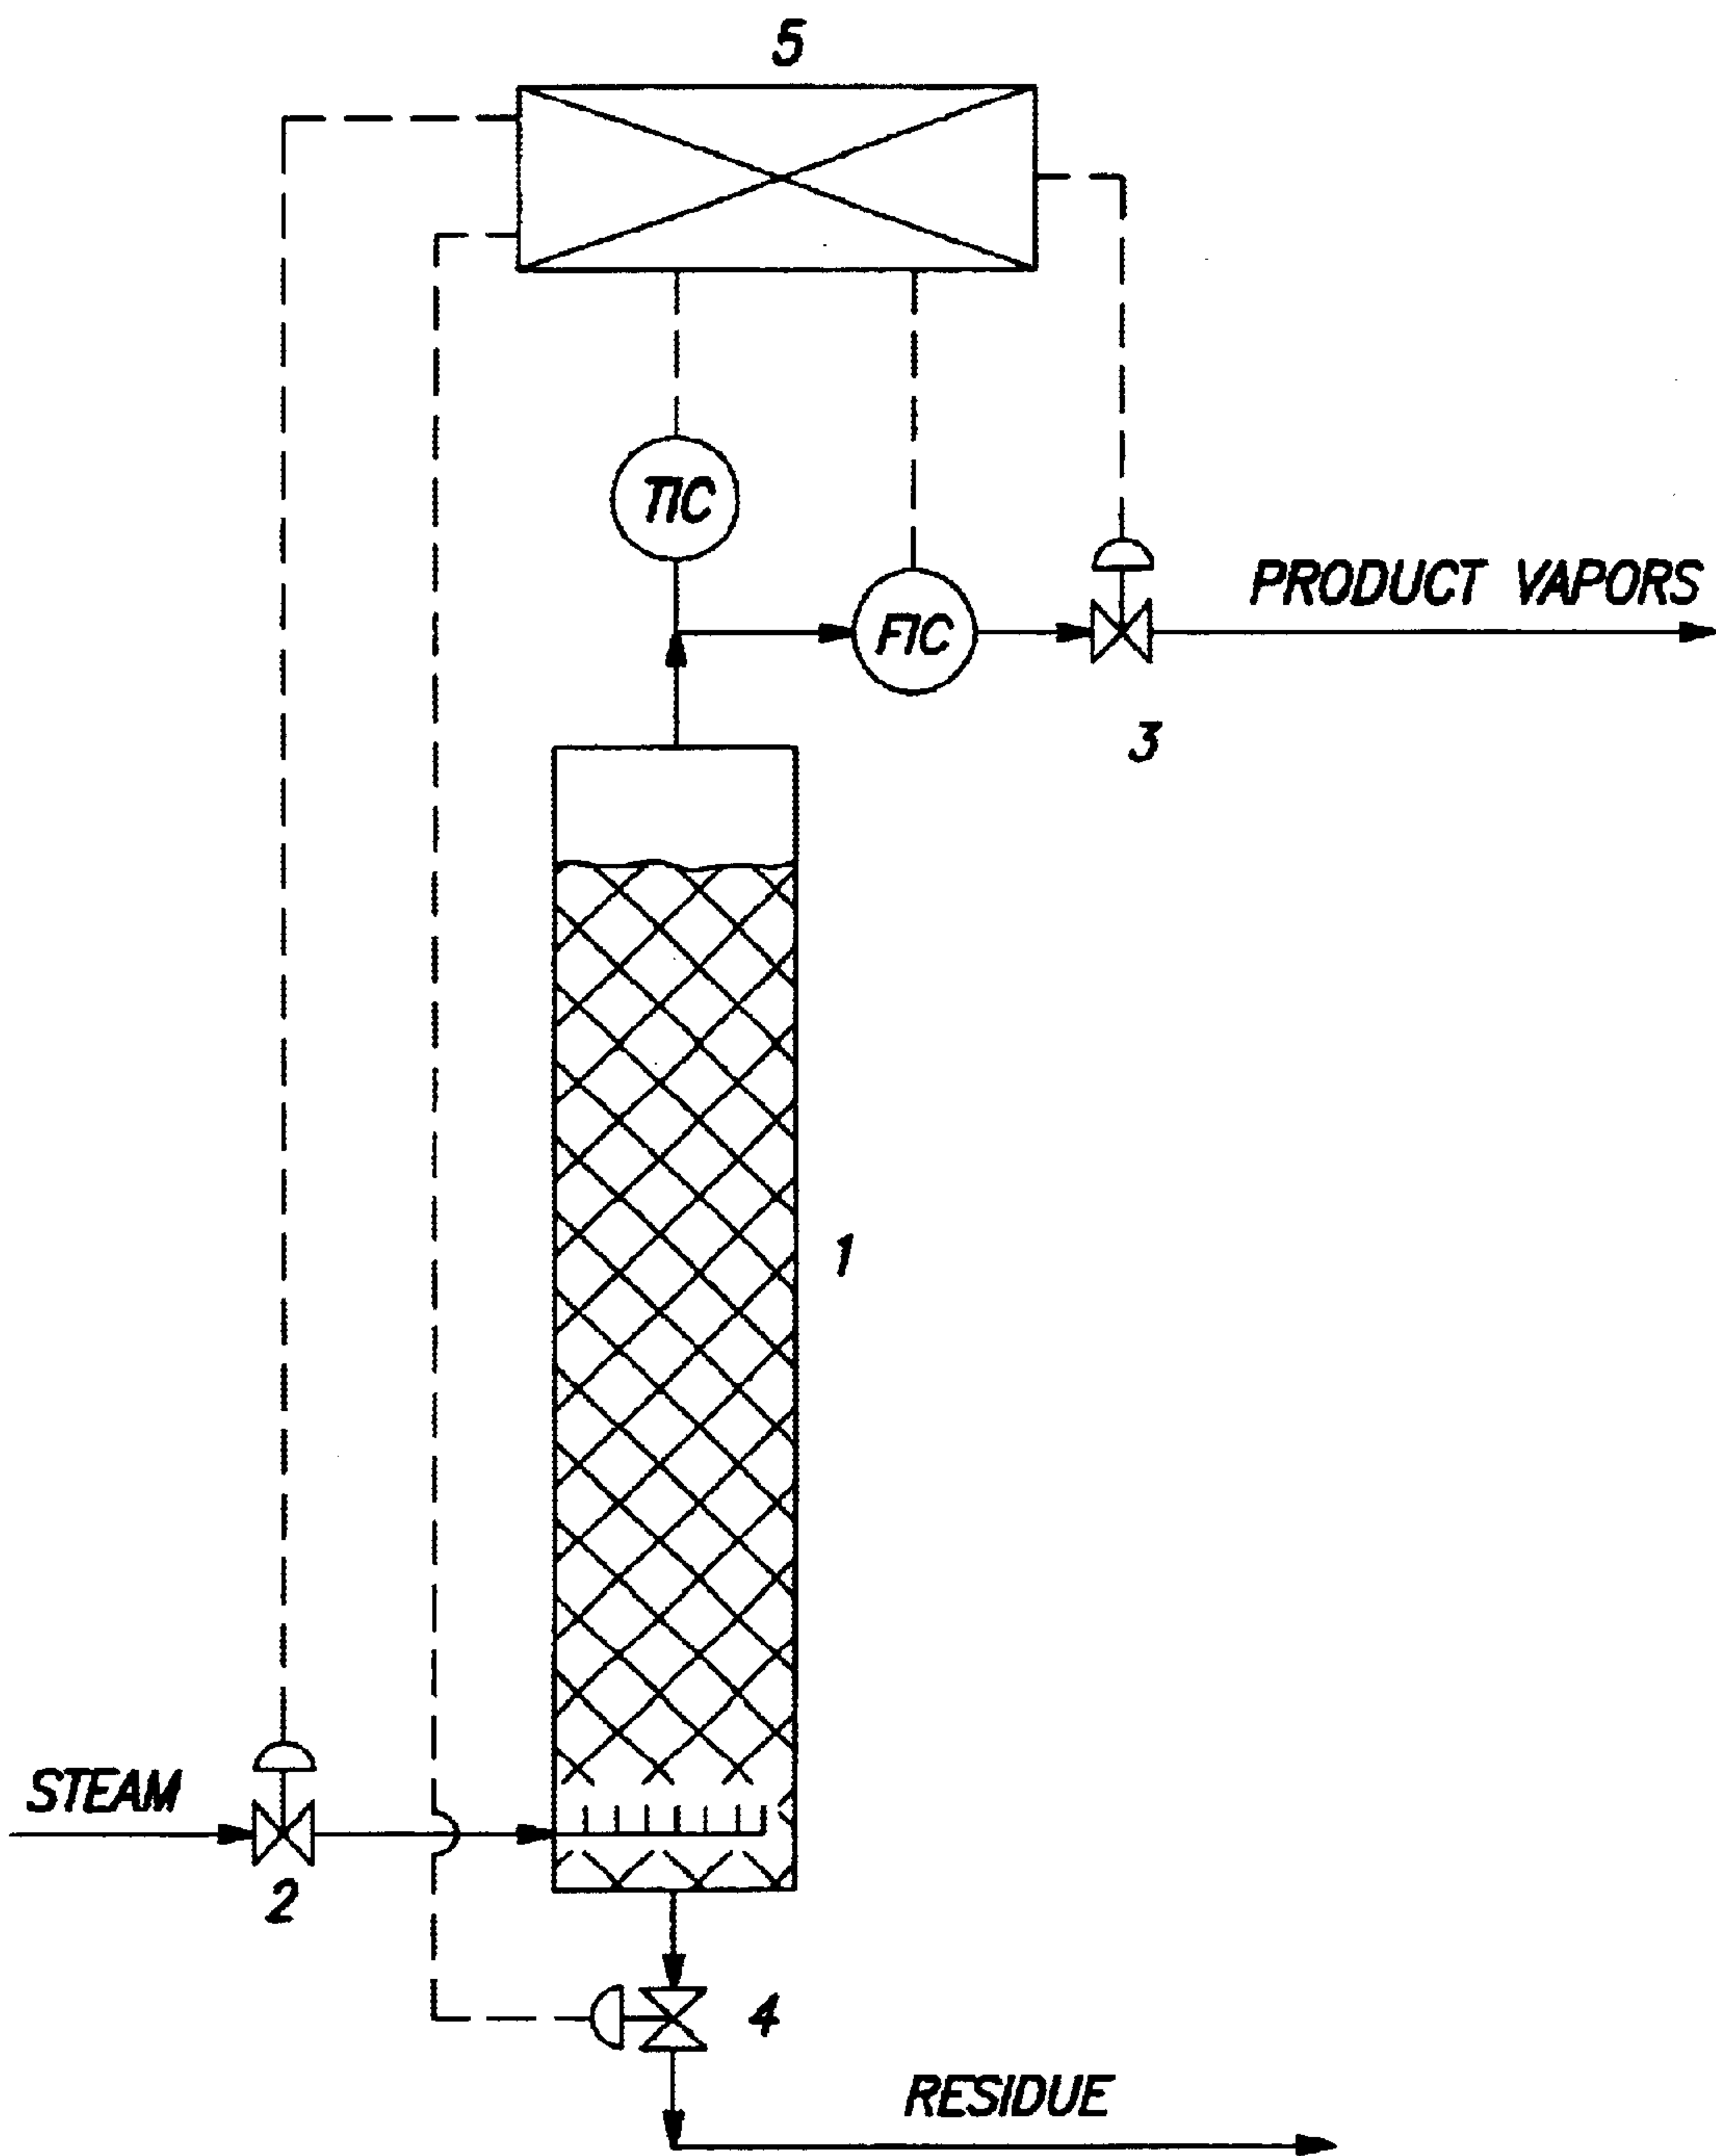 5
TIC
FIC
PRODUCT VAPORS
3
1
STEAM
2
4
RESIDUE